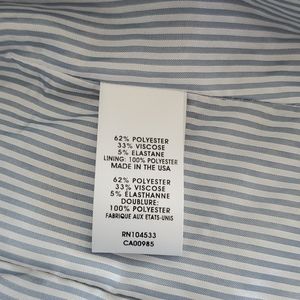 62% POLYESTER
33% VISCOSE
5% ELASTANE
LINING: 100% POLYESTER
MADE IN THE USA
62% POLYESTER
33% VISCOSE
5% ELASTHANNE
DOUBLURE:
100% POLYESTER
FABRIQUE AUX ETATS-UNIS
RN104533
CA00985